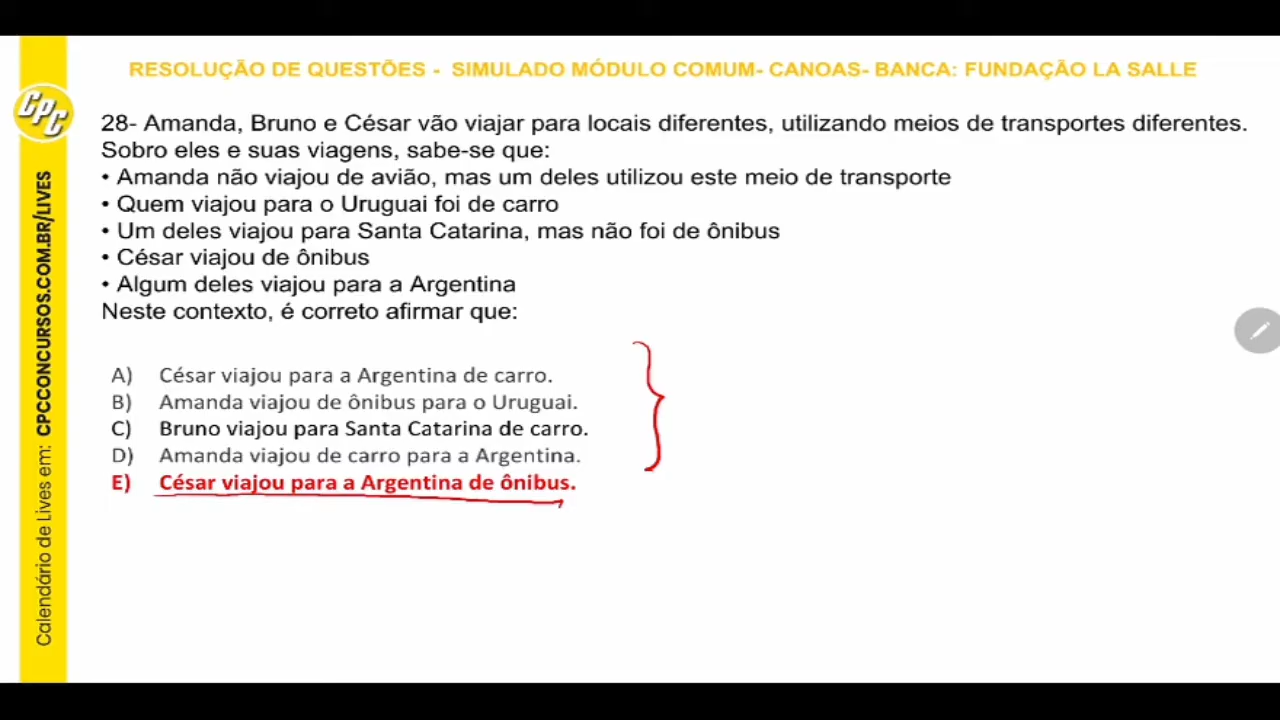 RESOLUÇÃO DE QUESTÕES - SIMULADO MÓDULO COMUM- CANOAS- BANCA: FUNDAÇÃO LA SALLE
CPC
Calendário de Lives em: CPCCONCURSOS.COM.BR/LIVES
28- Amanda, Bruno e César vão viajar para locais diferentes, utilizando meios de transportes diferentes.
Sobro eles e suas viagens, sabe-se que:
• Amanda não viajou de avião, mas um deles utilizou este meio de transporte
• Quem viajou para o Uruguai foi de carro
• Um deles viajou para Santa Catarina, mas não foi de ônibus
• César viajou de ônibus
• Algum deles viajou para a Argentina
Neste contexto, é correto afirmar que:
A) César viajou para a Argentina de carro.
B) Amanda viajou de ônibus para o Uruguai.
C) Bruno viajou para Santa Catarina de carro.
D) Amanda viajou de carro para a Argentina.
E) César viajou para a Argentina de ônibus.